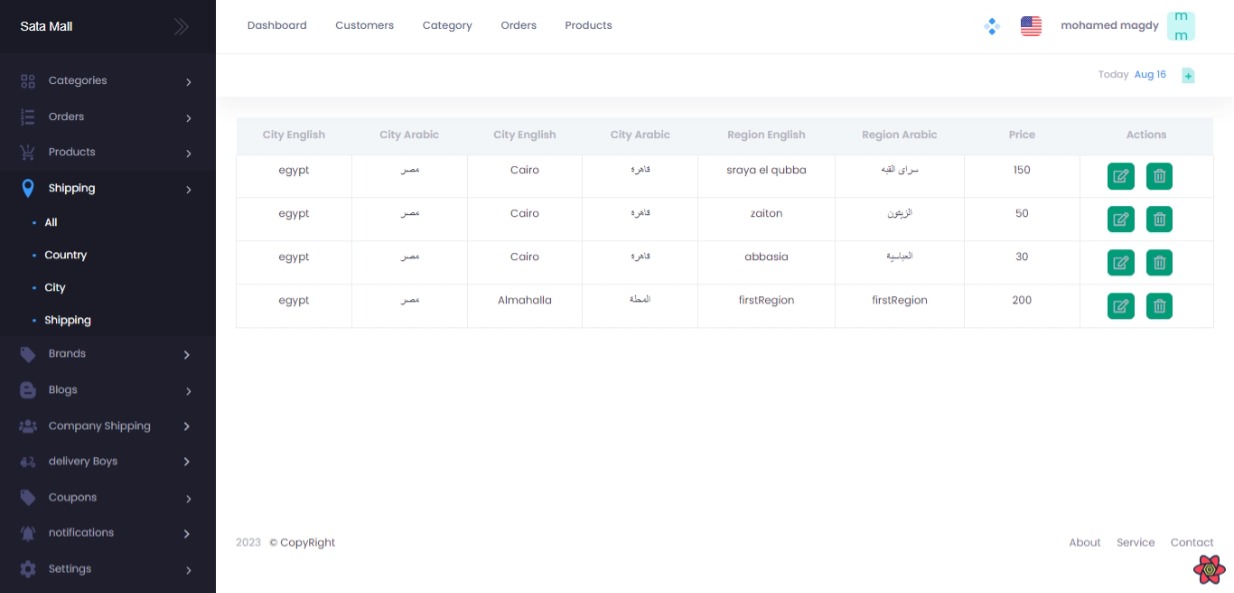 Sata Mall
Dashboard Customers Category Orders Products
mohamed magdy
m
m
Today Aug 16
Categories
Orders
Products
Shipping
All
Country
City
Shipping
Brands
Blogs
Company Shipping
delivery Boys
Coupons
notifications
Settings
City English City Arabic City English City Arabic Region English Region Arabic Price Actions
egypt مصر Cairo قاهرة sraya el qubba سراى القبه 150
egypt مصر Cairo قاهرة zaiton الزيتون 50
egypt مصر Cairo قاهرة abbasia العباسية 30
egypt مصر Almahalla المحلة firstRegion firstRegion 200
2023 © CopyRight
About Service Contact